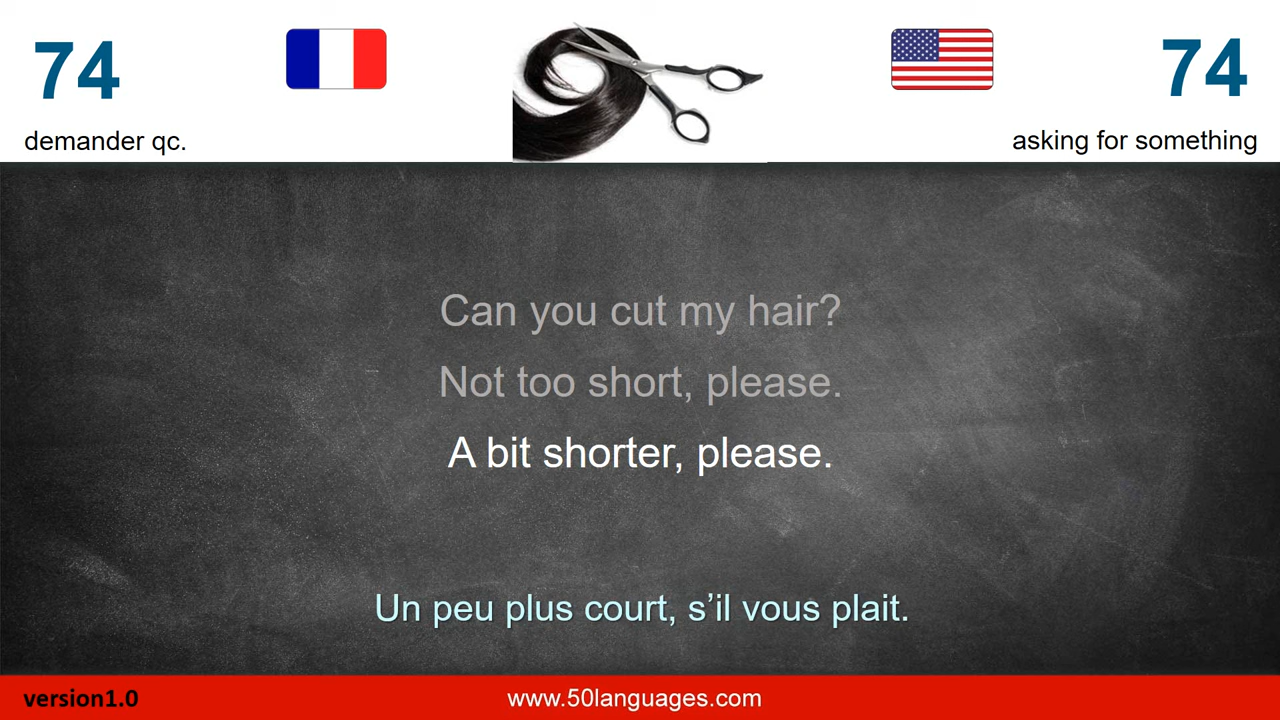 74
74
demander qc.
asking for something
Can you cut my hair?
Not too short, please.
A bit shorter, please.
Un peu plus court, s’il vous plait.
version1.0
www.50languages.com